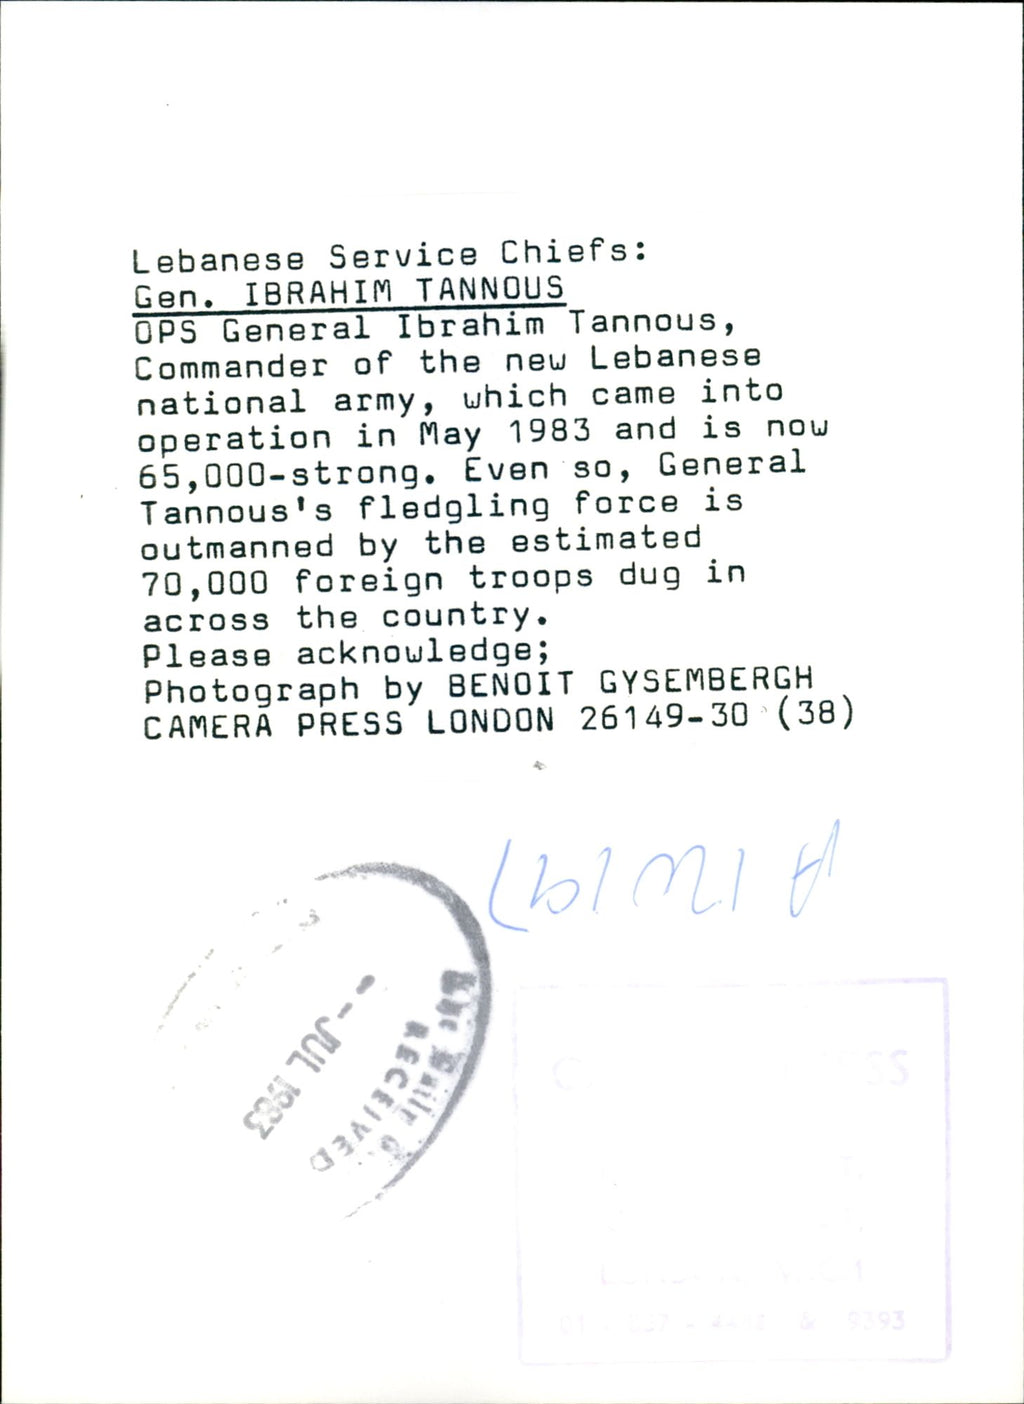 Lebanese Service Chiefs:
Gen. IBRAHIM TANNOUS
OPS General Ibrahim Tannous,
Commander of the new Lebanese
national army, which came into
operation in May 1983 and is now
65,000-strong. Even so, General
Tannous's fledgling force is
outmanned by the estimated
70,000 foreign troops dug in
across the country.
Please acknowledge;
Photograph by BENOIT GYSEMBERGH
CAMERA PRESS LONDON 26149-30 (38)
The Daily
RECEIVED
- JUL 1983
9393